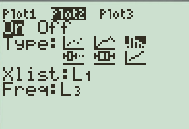 Plot1 Plot2 Plot3
On Off
Type:
Xlist:L₁
Freq:L₃